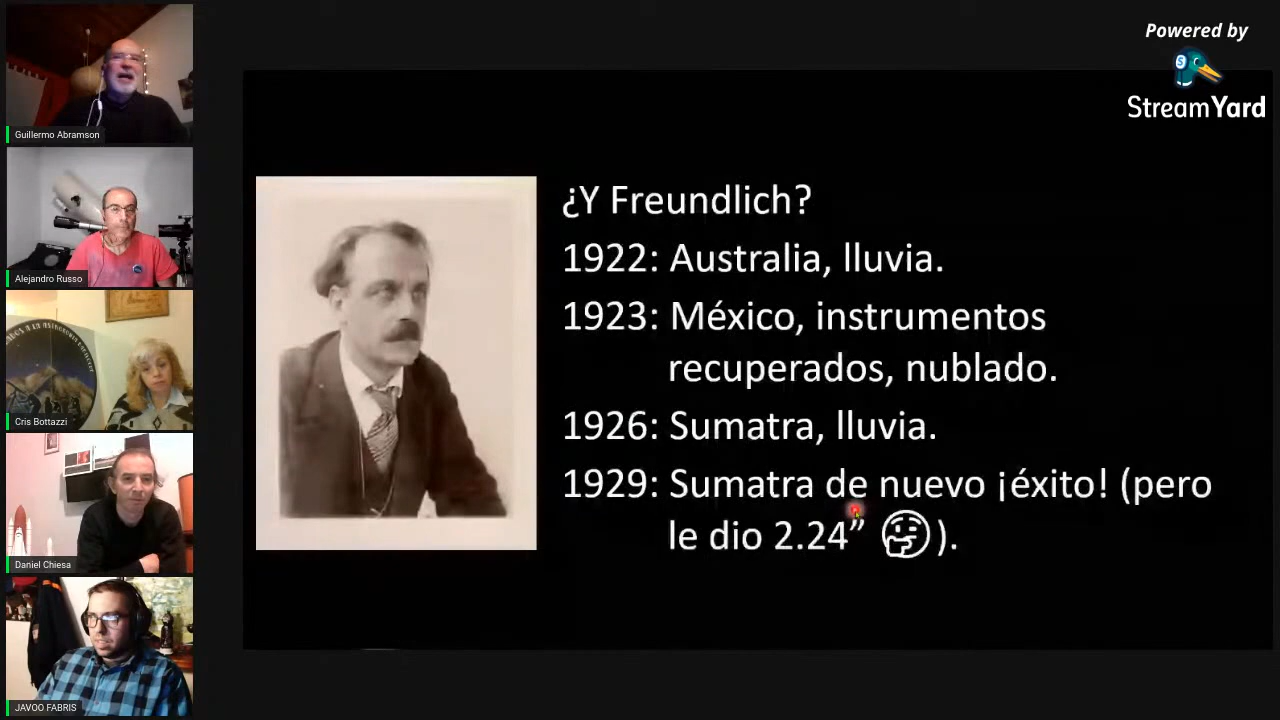 Powered by
StreamYard
Guillermo Abramson
Alejandro Russo
Cris Bottazzi
Daniel Chiesa
JAVOO FABRIS
¿Y Freundlich?
1922: Australia, lluvia.
1923: México, instrumentos
recuperados, nublado.
1926: Sumatra, lluvia.
1929: Sumatra de nuevo ¡éxito! (pero
le dio 2.24” 🤔).